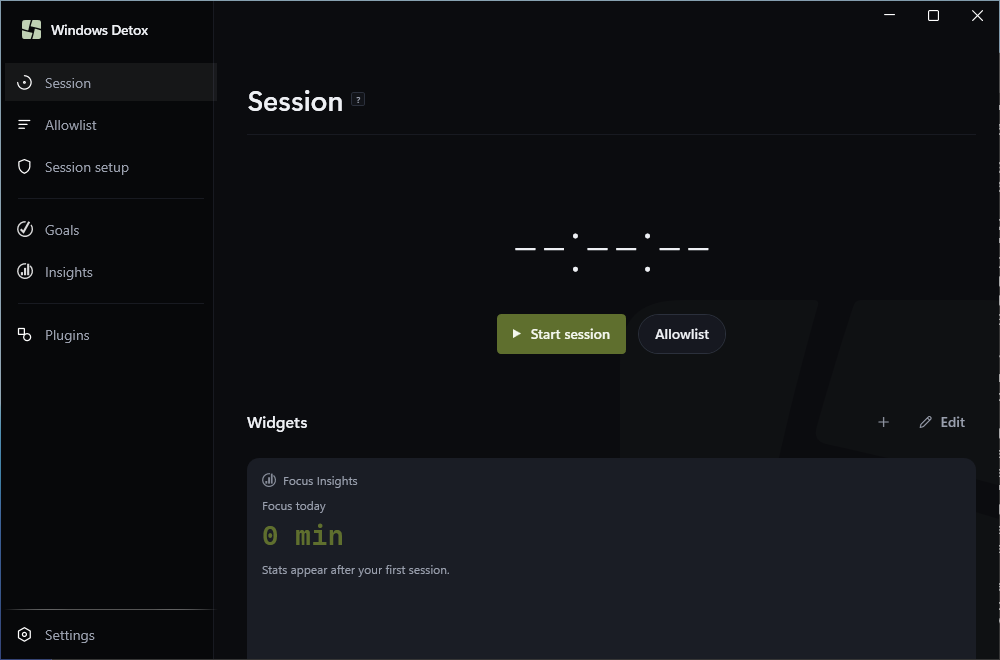 Windows Detox
Session
Allowlist
Session setup
Goals
Insights
Plugins
Settings
Session ?
--:--:--
Start session
Allowlist
Widgets
+ Edit
Focus Insights
Focus today
0 min
Stats appear after your first session.